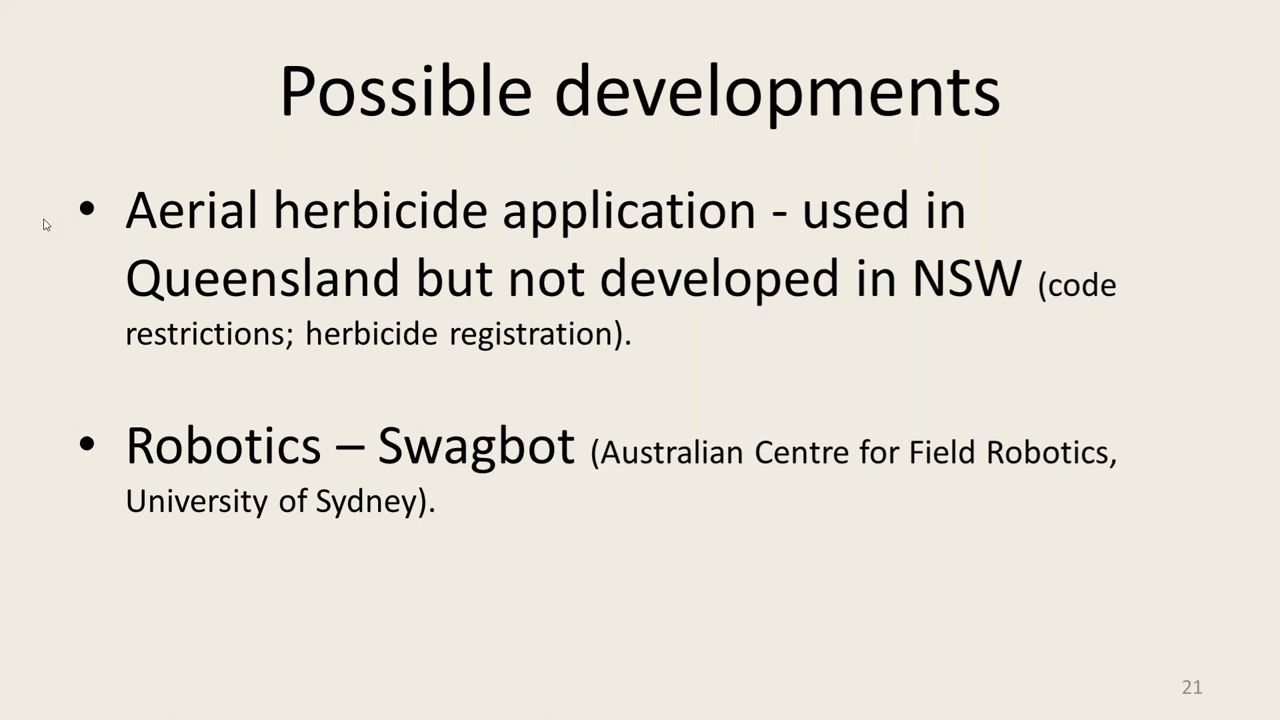 Possible developments
• Aerial herbicide application - used in
Queensland but not developed in NSW (code
restrictions; herbicide registration).
• Robotics – Swagbot (Australian Centre for Field Robotics,
University of Sydney).
21